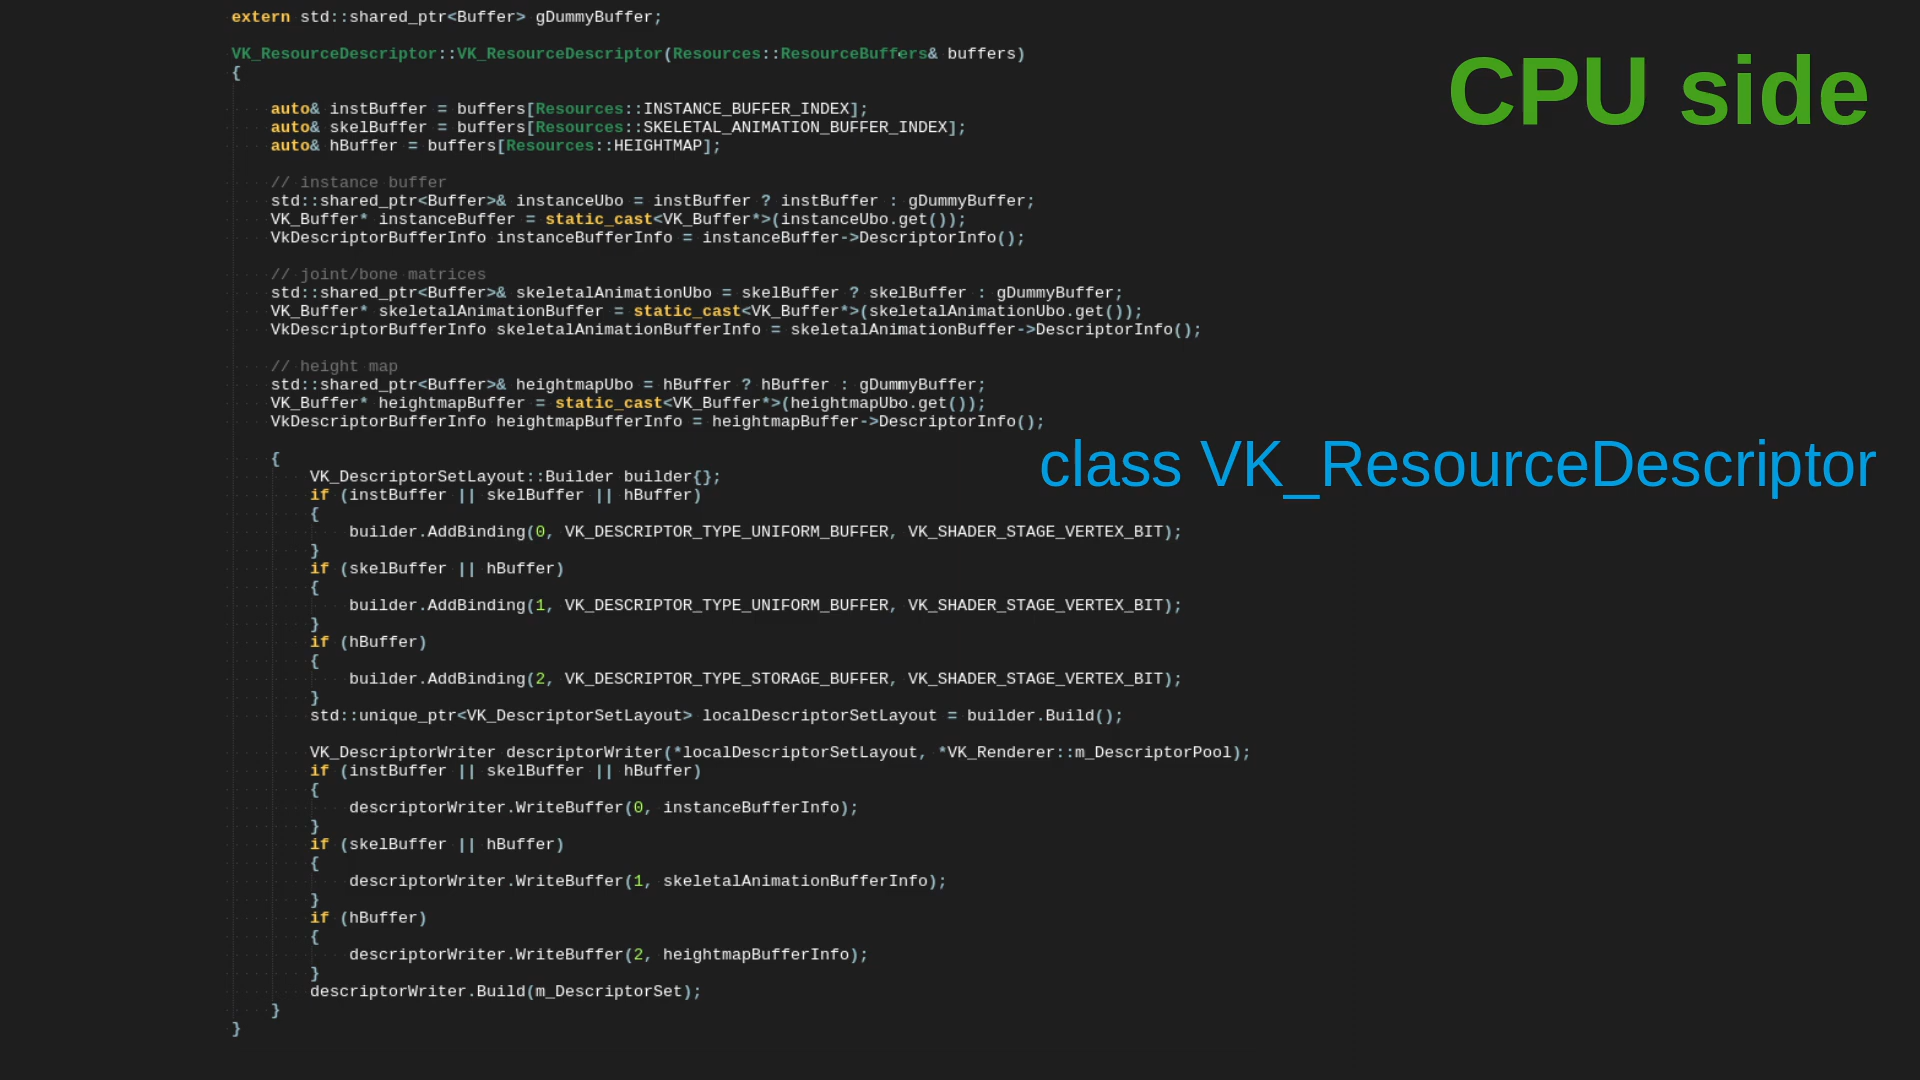 extern std::shared_ptr<Buffer> gDummyBuffer;
VK_ResourceDescriptor::VK_ResourceDescriptor(Resources::ResourceBuffers& buffers)
{
CPU side
auto& instBuffer = buffers[Resources::INSTANCE_BUFFER_INDEX];
auto& skelBuffer = buffers[Resources::SKELETAL_ANIMATION_BUFFER_INDEX];
auto& hBuffer = buffers[Resources::HEIGHTMAP];
// instance buffer
std::shared_ptr<Buffer>& instanceUbo = instBuffer ? instBuffer : gDummyBuffer;
VK_Buffer* instanceBuffer = static_cast<VK_Buffer*>(instanceUbo.get());
VkDescriptorBufferInfo instanceBufferInfo = instanceBuffer->DescriptorInfo();
// joint/bone matrices
std::shared_ptr<Buffer>& skeletalAnimationUbo = skelBuffer ? skelBuffer : gDummyBuffer;
VK_Buffer* skeletalAnimationBuffer = static_cast<VK_Buffer*>(skeletalAnimationUbo.get());
VkDescriptorBufferInfo skeletalAnimationBufferInfo = skeletalAnimationBuffer->DescriptorInfo();
// height map
std::shared_ptr<Buffer>& heightmapUbo = hBuffer ? hBuffer : gDummyBuffer;
VK_Buffer* heightmapBuffer = static_cast<VK_Buffer*>(heightmapUbo.get());
VkDescriptorBufferInfo heightmapBufferInfo = heightmapBuffer->DescriptorInfo();
{
class VK_ResourceDescriptor
VK_DescriptorSetLayout::Builder builder{};
if (instBuffer || skelBuffer || hBuffer)
{
builder.AddBinding(0, VK_DESCRIPTOR_TYPE_UNIFORM_BUFFER, VK_SHADER_STAGE_VERTEX_BIT);
}
if (skelBuffer || hBuffer)
{
builder.AddBinding(1, VK_DESCRIPTOR_TYPE_UNIFORM_BUFFER, VK_SHADER_STAGE_VERTEX_BIT);
}
if (hBuffer)
{
builder.AddBinding(2, VK_DESCRIPTOR_TYPE_STORAGE_BUFFER, VK_SHADER_STAGE_VERTEX_BIT);
}
std::unique_ptr<VK_DescriptorSetLayout> localDescriptorSetLayout = builder.Build();
VK_DescriptorWriter descriptorWriter(*localDescriptorSetLayout, *VK_Renderer::m_DescriptorPool);
if (instBuffer || skelBuffer || hBuffer)
{
descriptorWriter.WriteBuffer(0, instanceBufferInfo);
}
if (skelBuffer || hBuffer)
{
descriptorWriter.WriteBuffer(1, skeletalAnimationBufferInfo);
}
if (hBuffer)
{
descriptorWriter.WriteBuffer(2, heightmapBufferInfo);
}
descriptorWriter.Build(m_DescriptorSet);
}
}